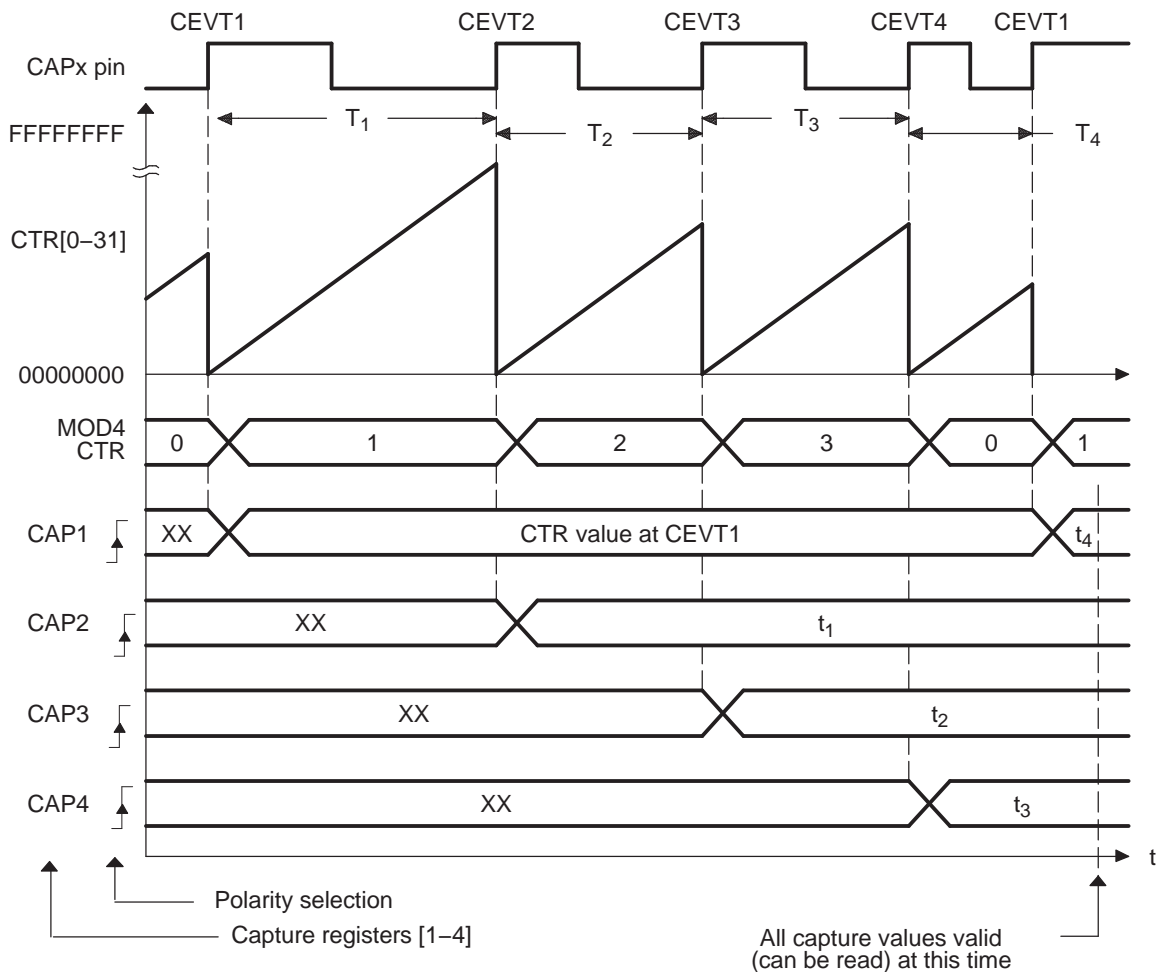 CEVT1 CEVT2 CEVT3 CEVT4 CEVT1
CAPx pin
T1 T2 T3 T4
FFFFFFFF
CTR[0−31]
00000000
MOD4
CTR
0 1 2 3 0 1
CAP1 XX CTR value at CEVT1 t4
CAP2 XX t1
CAP3 XX t2
CAP4 XX t3
t
Polarity selection
Capture registers [1−4]
All capture values valid
(can be read) at this time